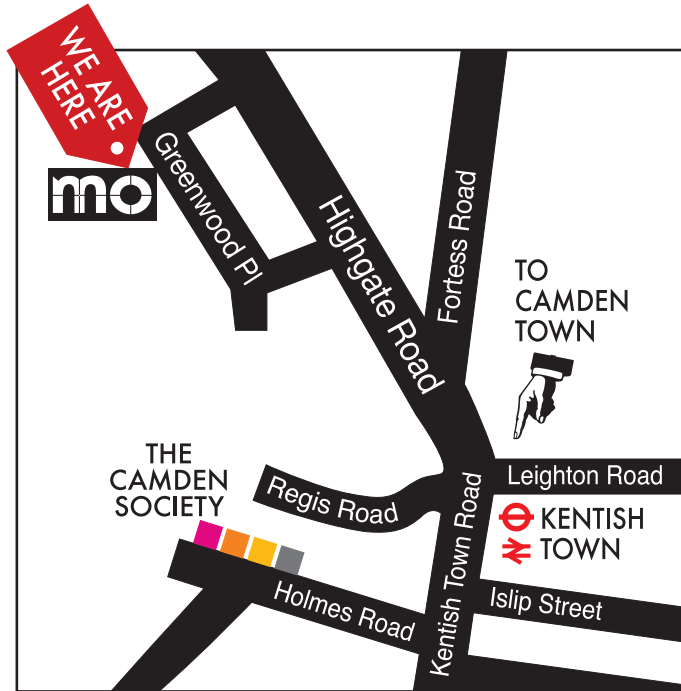 WE ARE
HERE
mo
Greenwood Pl
Highgate Road
Fortess Road
TO
CAMDEN
TOWN
THE
CAMDEN
SOCIETY
Regis Road
Leighton Road
KENTISH
TOWN
Kentish Town Road
Holmes Road
Islip Street